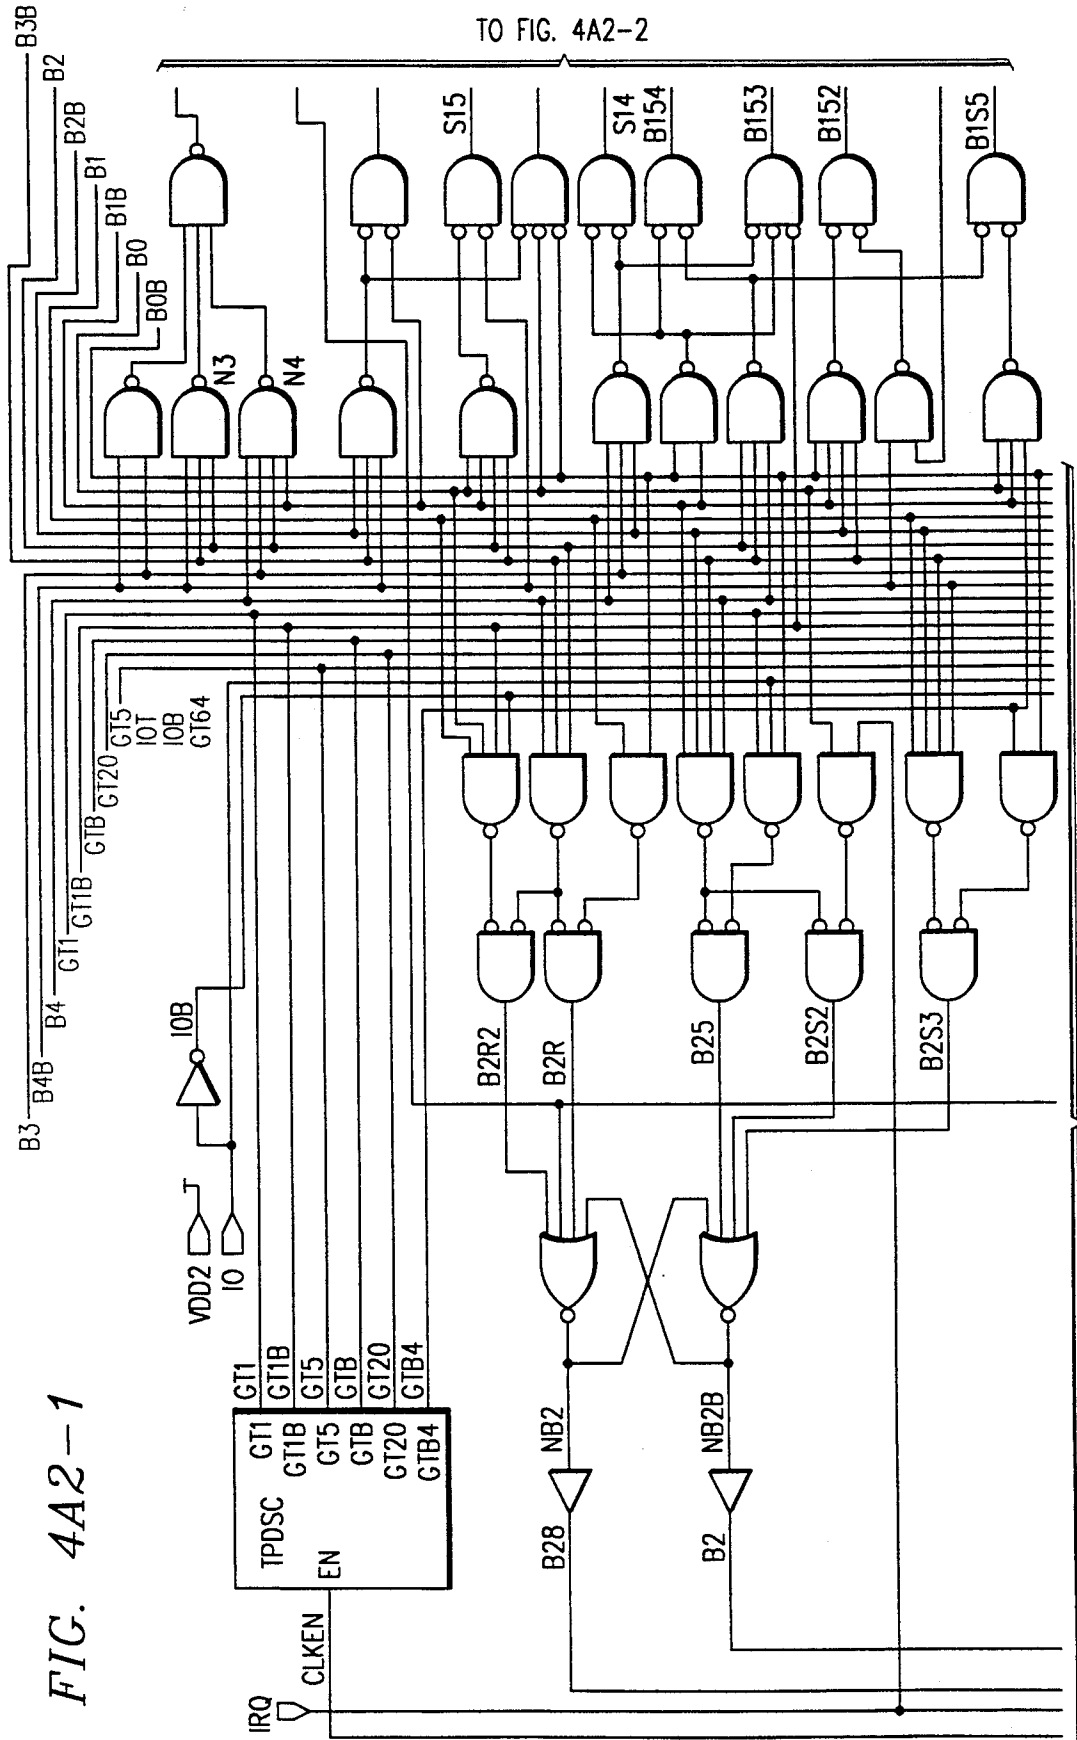 TO FIG. 4A2-2
B3B
B2
B2B
B1
B1B
B0
B0B
S15
S14
B154
B153
B152
B1S5
N3
N4
GT5
IOT
IOB
GT64
GT20
GTB
GT1B
GT1
B4
B4B
B3
IOB
VDD2
IO
B2R2
B2R
B25
B2S2
B2S3
GT1
GT1B
GT5
GTB
GT20
GTB4
GT1
GT1B
GT5
GTB
GT20
GTB4
TPDSC
EN
NB2
NB2B
B28
B2
CLKEN
IRQ
FIG. 4A2-1